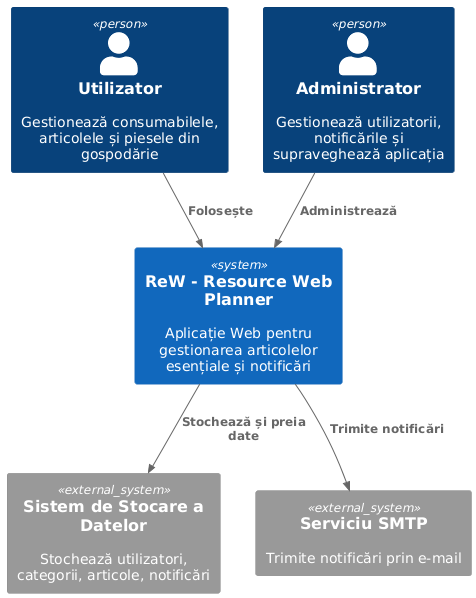 «person»
Utilizator
Gestionează consumabilele,
articolele și piesele din
gospodărie
«person»
Administrator
Gestionează utilizatorii,
notificările și
supraveghează aplicația
Folosește
Administrează
«system»
ReW - Resource Web
Planner
Aplicație Web pentru
gestionarea articolelor
esențiale și notificări
Stochează și preia
date
Trimite notificări
«external_system»
Sistem de Stocare a
Datelor
Stochează utilizatori,
categorii, articole, notificări
«external_system»
Serviciu SMTP
Trimite notificări prin e-mail